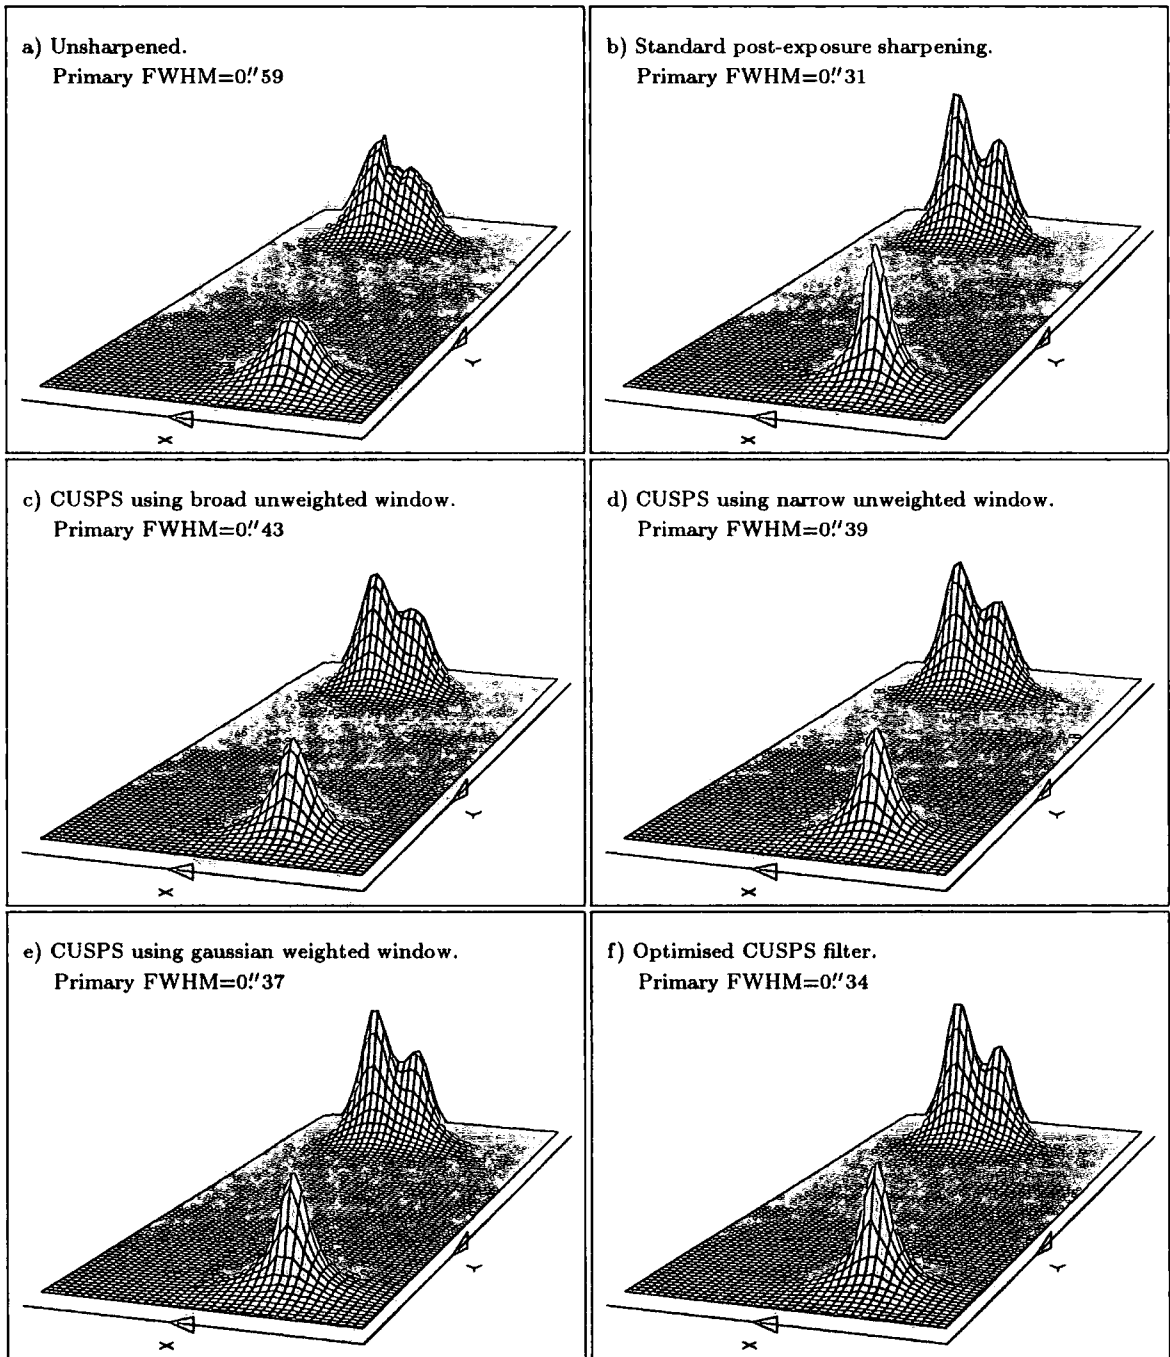 a) Unsharpened.
Primary FWHM=0."59
X
Y
b) Standard post-exposure sharpening.
Primary FWHM=0."31
X
Y
c) CUSPS using broad unweighted window.
Primary FWHM=0."43
X
Y
d) CUSPS using narrow unweighted window.
Primary FWHM=0."39
X
Y
e) CUSPS using gaussian weighted window.
Primary FWHM=0."37
X
Y
f) Optimised CUSPS filter.
Primary FWHM=0."34
X
Y